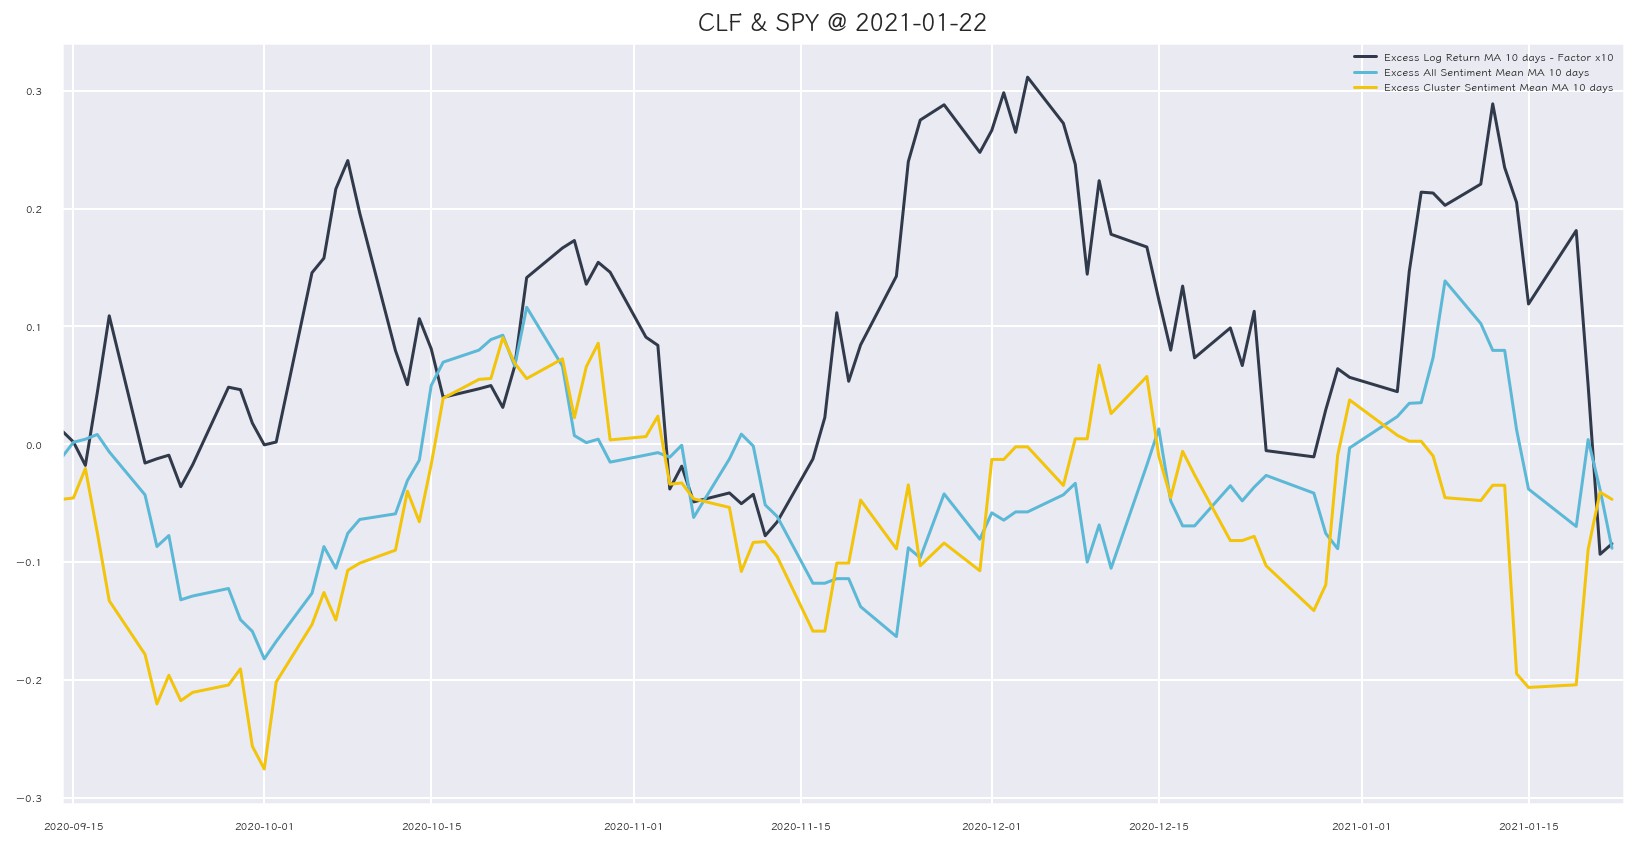 CLF & SPY @ 2021-01-22
Excess Log Return MA 10 days - Factor x10
Excess All Sentiment Mean MA 10 days
Excess Cluster Sentiment Mean MA 10 days
0.3
0.2
0.1
0.0
−0.1
−0.2
−0.3
2020-09-15 2020-10-01 2020-10-15 2020-11-01 2020-11-15 2020-12-01 2020-12-15 2021-01-01 2021-01-15